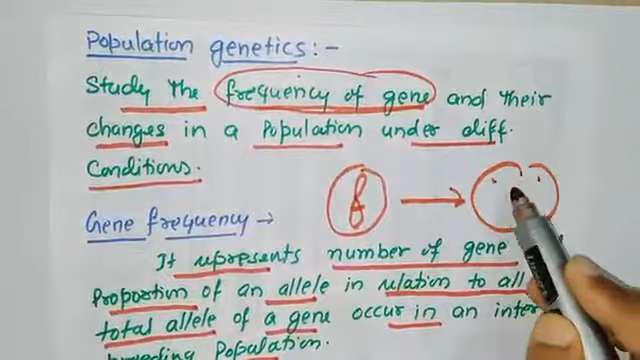 Population genetics:-
Study the frequency of gene and their
changes in a Population under diff.
Conditions.
Gene frequency →
It represents number of gene
Proportion of an allele in relation to all
total allele of a gene occur in an inter
breeding Population.